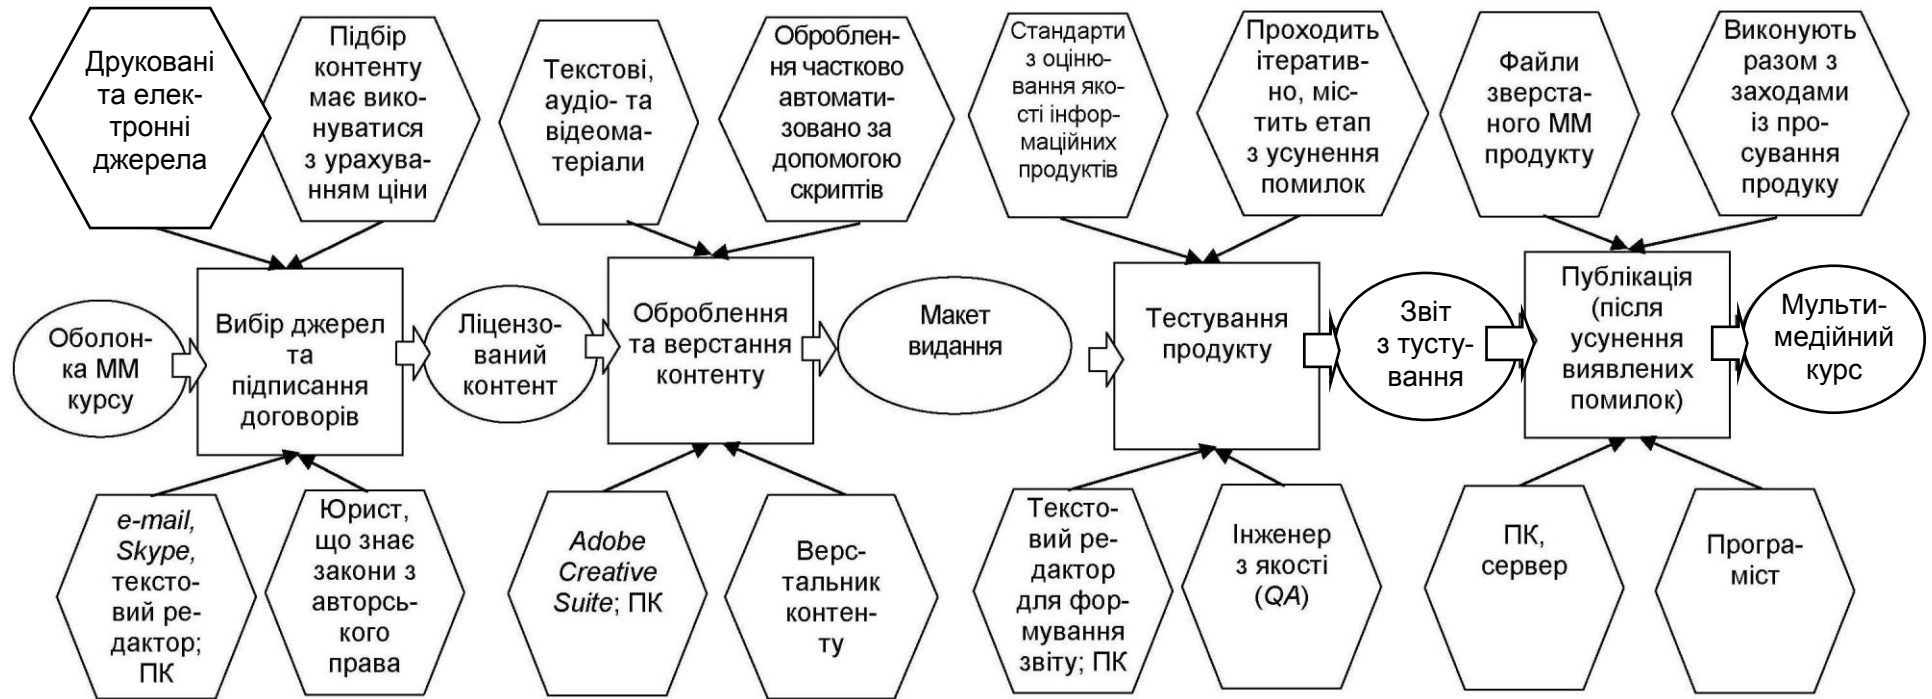 Друковані
та елек-
тронні
джерела
Підбір
контенту
має вико-
нуватися
з урахува-
нням ціни
Текстові,
аудіо- та
відеома-
теріали
Оброблен-
ня частково
автомати-
зовано за
допомогою
скриптів
Стандарти
з оціню-
вання яко-
сті інфор-
маційних
продуктів
Проходить
ітератив-
но, міс-
тить етап
з усунення
помилок
Файли
зверста-
ного ММ
продукту
Виконують
разом з
заходами
із про-
сування
продуку
Оболон-
ка ММ
курсу
Вибір джерел
та
підписання
договорів
Ліцензо-
ваний
контент
Оброблення
та верстання
контенту
Макет
видання
Тестування
продукту
Звіт
з тусту-
вання
Публікація
(після
усунення
виявлених
помилок)
Мульти-
медійний
курс
e-mail,
Skype,
тексто-
вий ре-
дактор;
ПК
Юрист,
що знає
закони з
авторсь-
кого
права
Adobe
Creative
Suite; ПК
Верс-
тальник
контен-
ту
Тексто-
вий ре-
дактор
для фор-
мування
звіту; ПК
Інженер
з якості
(QA)
ПК,
сервер
Програ-
міст